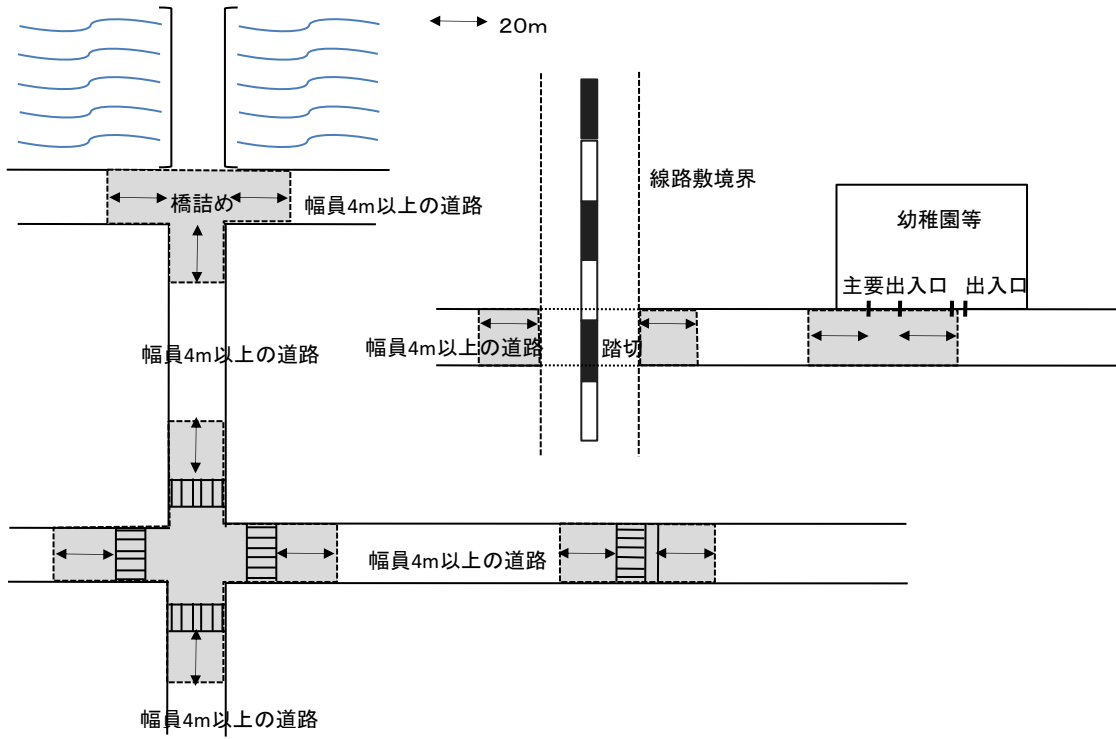 20m
線路敷境界
橋詰め
幅員4m以上の道路
幼稚園等
主要出入口
出入口
幅員4m以上の道路
幅員4m以上の道路
踏切
幅員4m以上の道路
幅員4m以上の道路